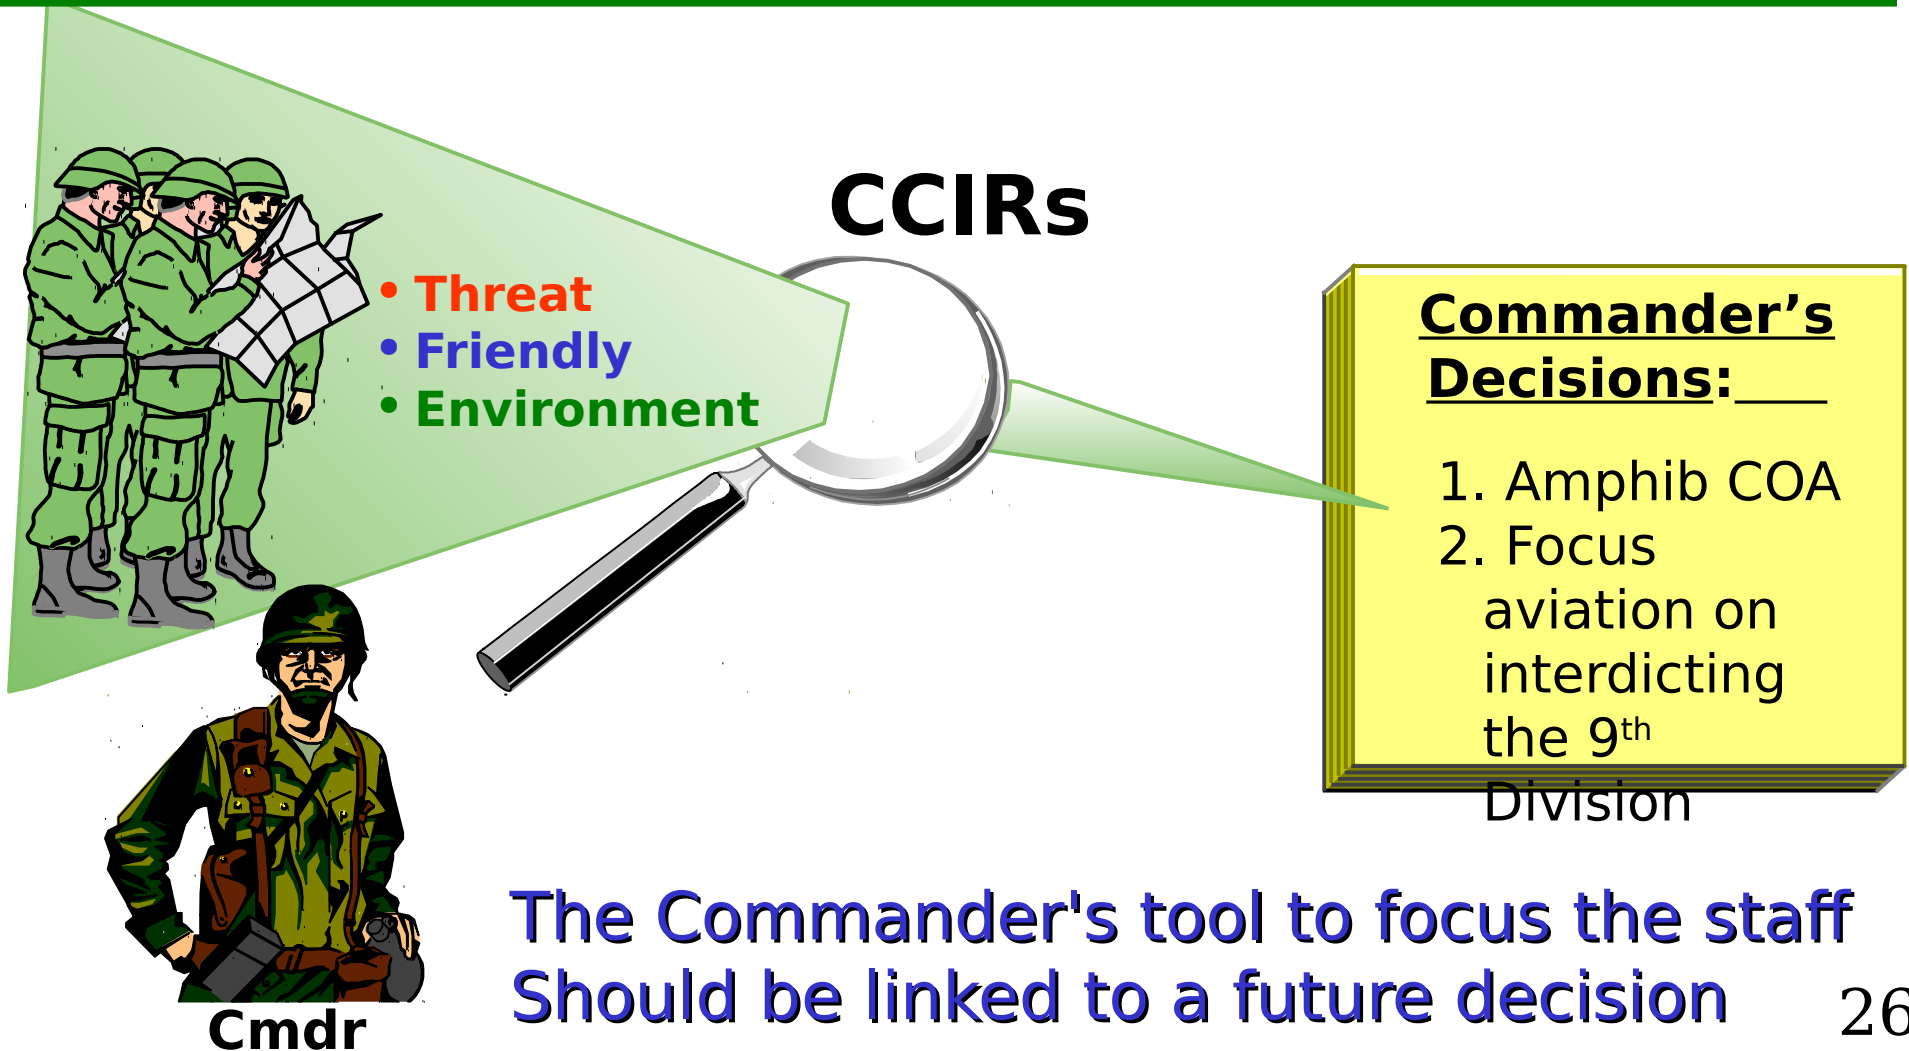 CCIRs
• Threat
• Friendly
• Environment
Commander’s
Decisions:____
1. Amphib COA
2. Focus
aviation on
interdicting
the 9th
Division
The Commander's tool to focus the staff
Should be linked to a future decision
Cmdr
26